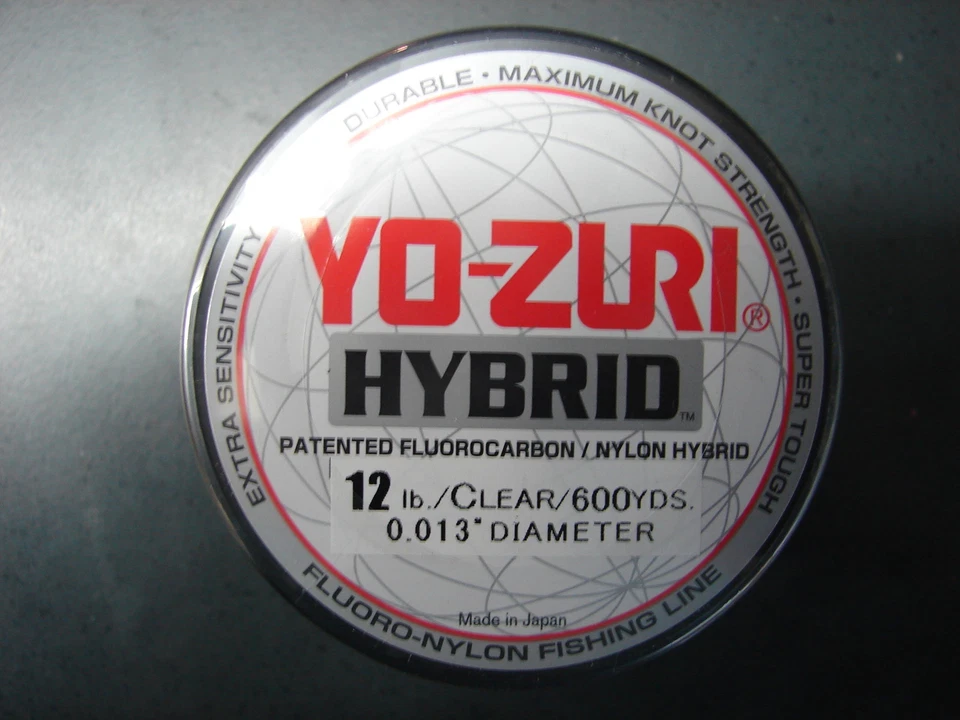 DURABLE • MAXIMUM KNOT STRENGTH • SUPER TOUGH
EXTRA SENSITIVITY
YO-ZURI®
HYBRID™
PATENTED FLUOROCARBON / NYLON HYBRID
12 lb./CLEAR/600YDS.
0.013" DIAMETER
Made in Japan
FLUORO-NYLON FISHING LINE